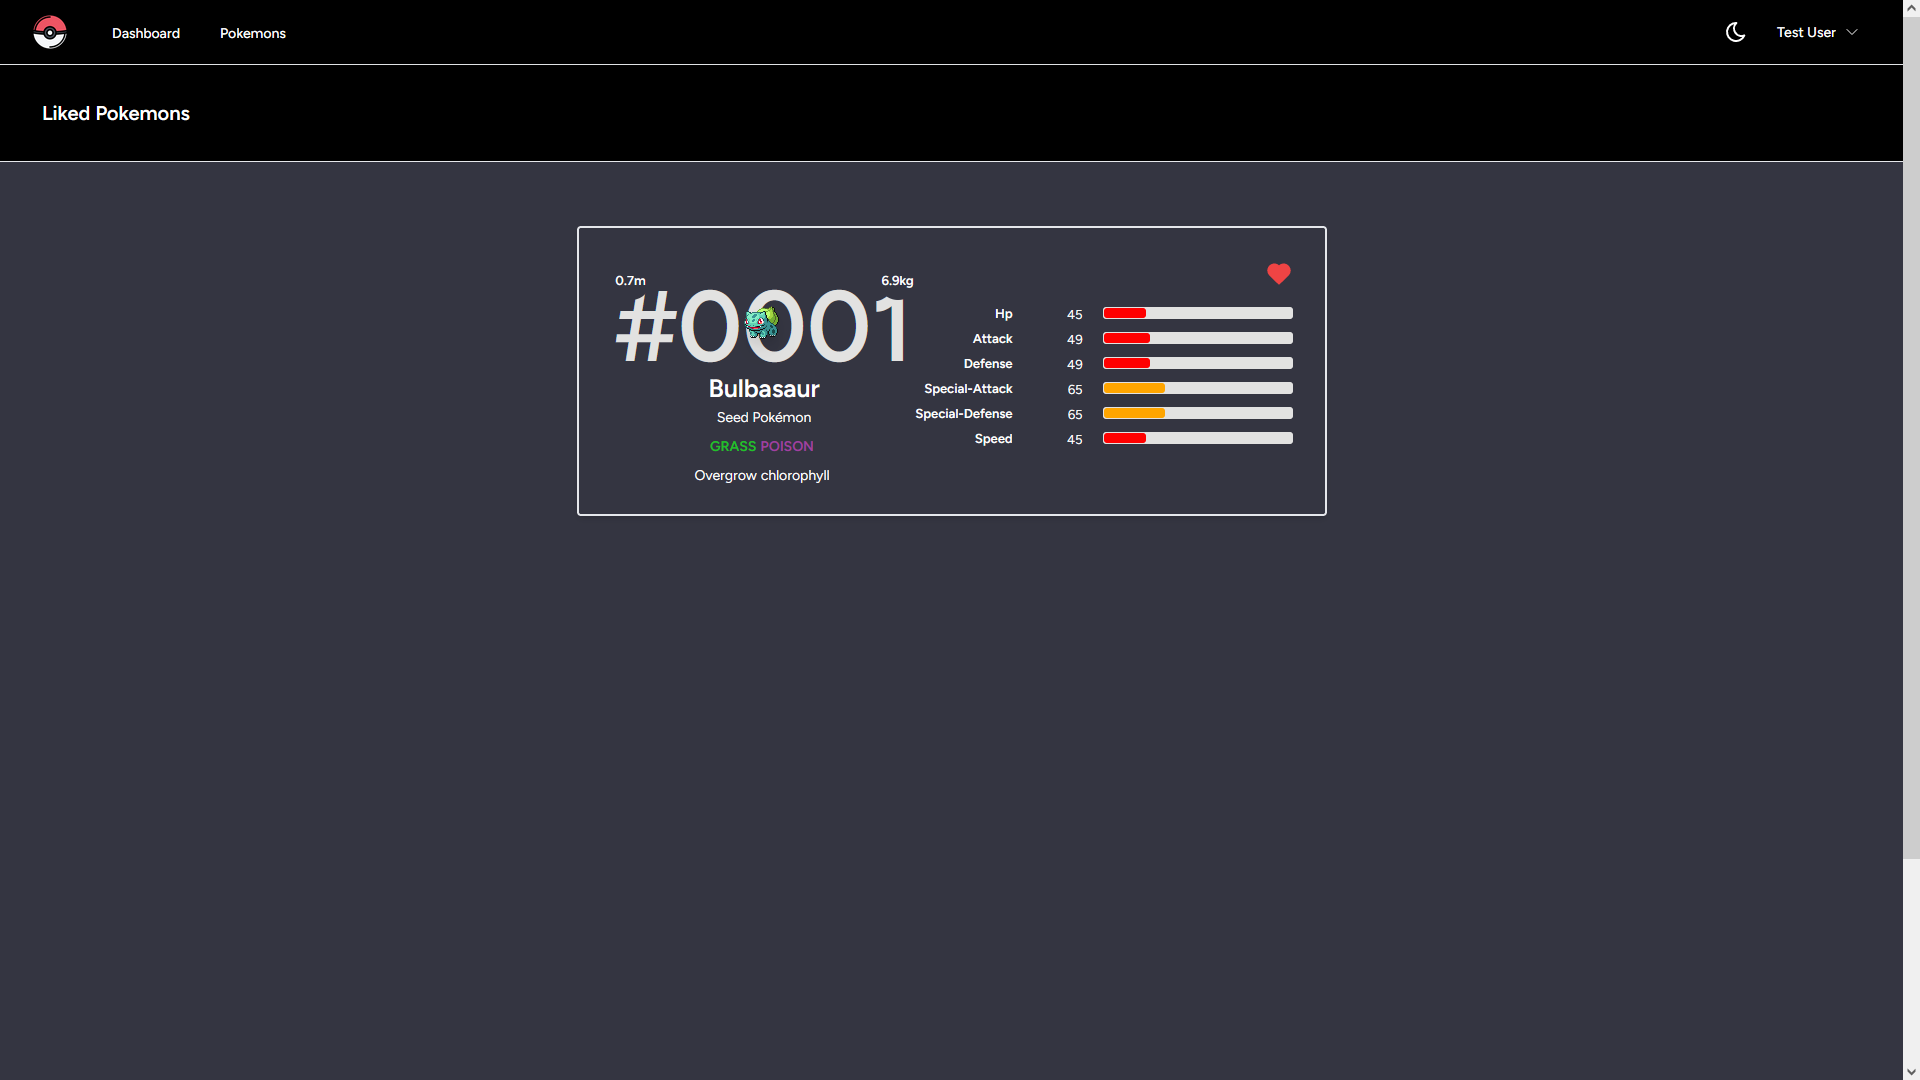 Dashboard Pokemons Test User
Liked Pokemons
0.7m 6.9kg
#0001
Bulbasaur
Seed Pokémon
GRASS POISON
Overgrow chlorophyll
Hp 45
Attack 49
Defense 49
Special-Attack 65
Special-Defense 65
Speed 45